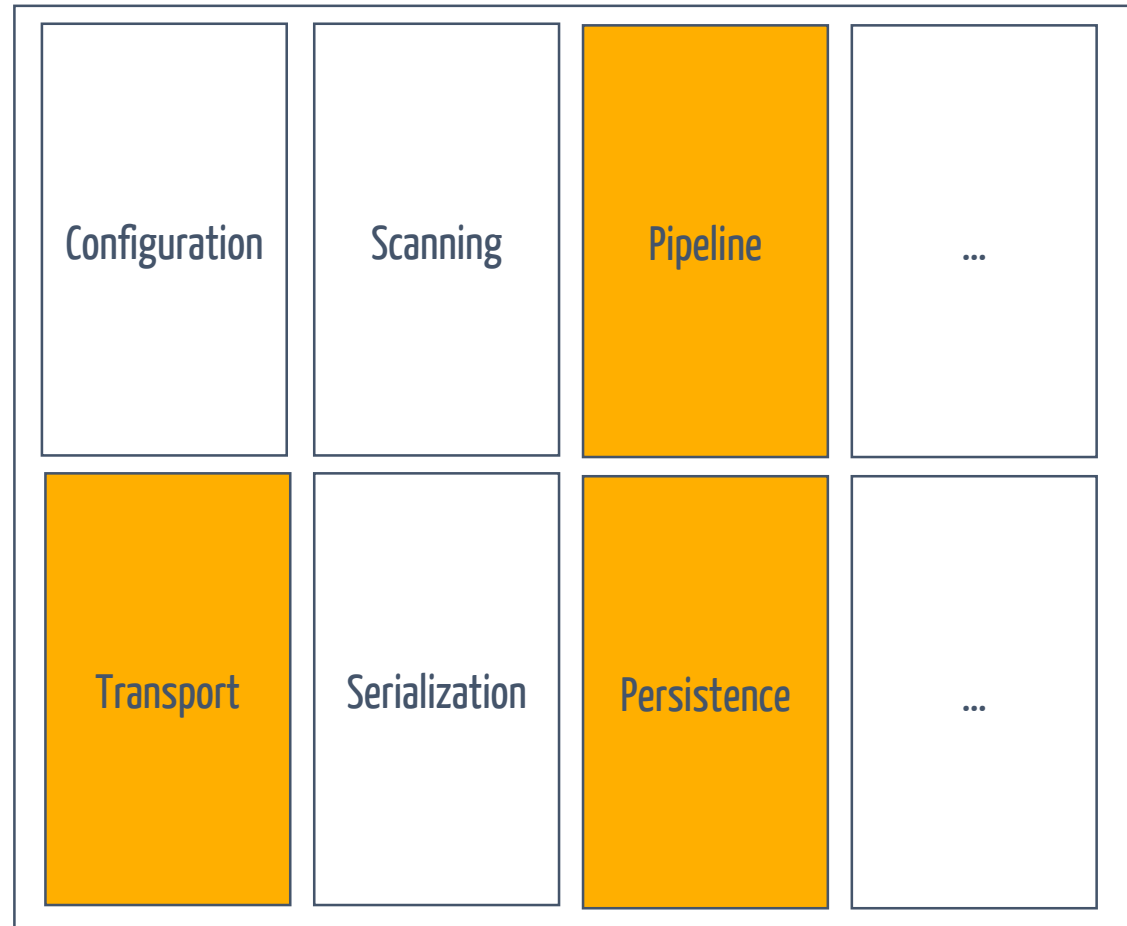 Configuration
Scanning
Pipeline
...
Transport
Serialization
Persistence
...